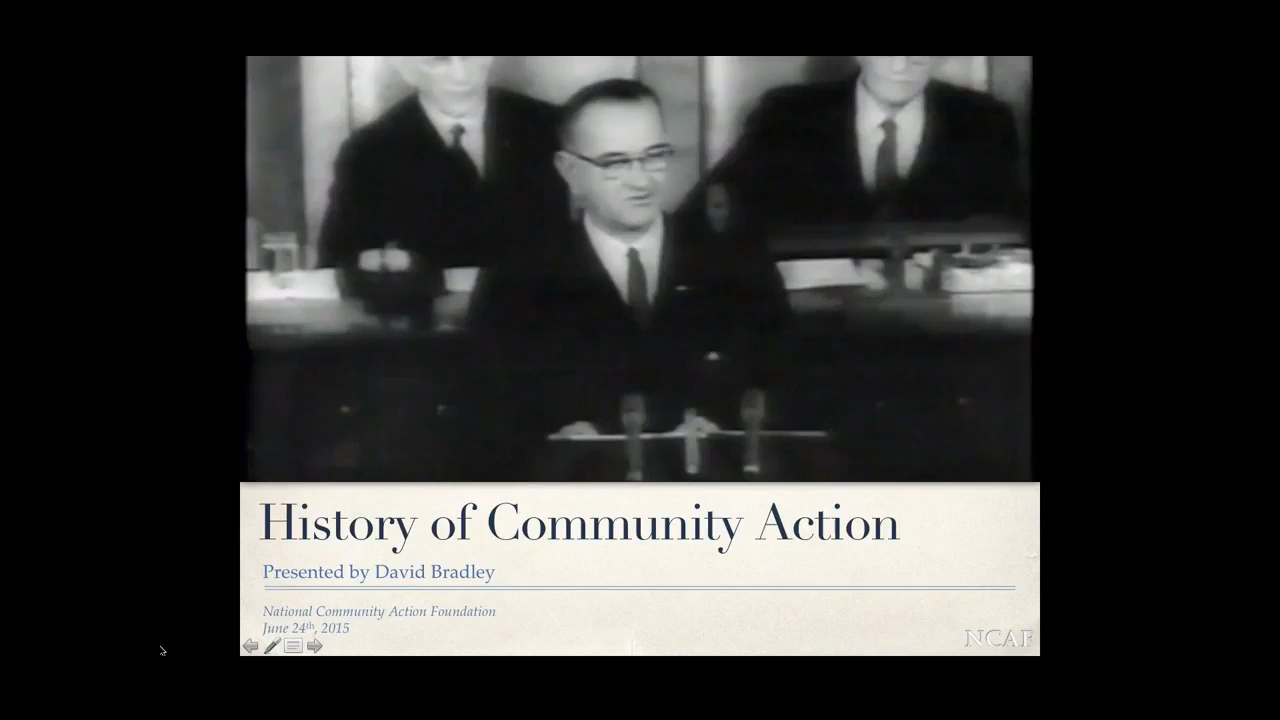 History of Community Action
Presented by David Bradley
National Community Action Foundation
June 24th, 2015
NCAF